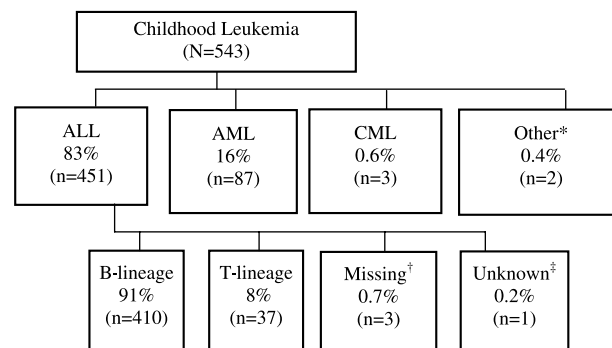 Childhood Leukemia
(N=543)
ALL
83%
(n=451)
AML
16%
(n=87)
CML
0.6%
(n=3)
Other*
0.4%
(n=2)
B-lineage
91%
(n=410)
T-lineage
8%
(n=37)
Missing†
0.7%
(n=3)
Unknown‡
0.2%
(n=1)